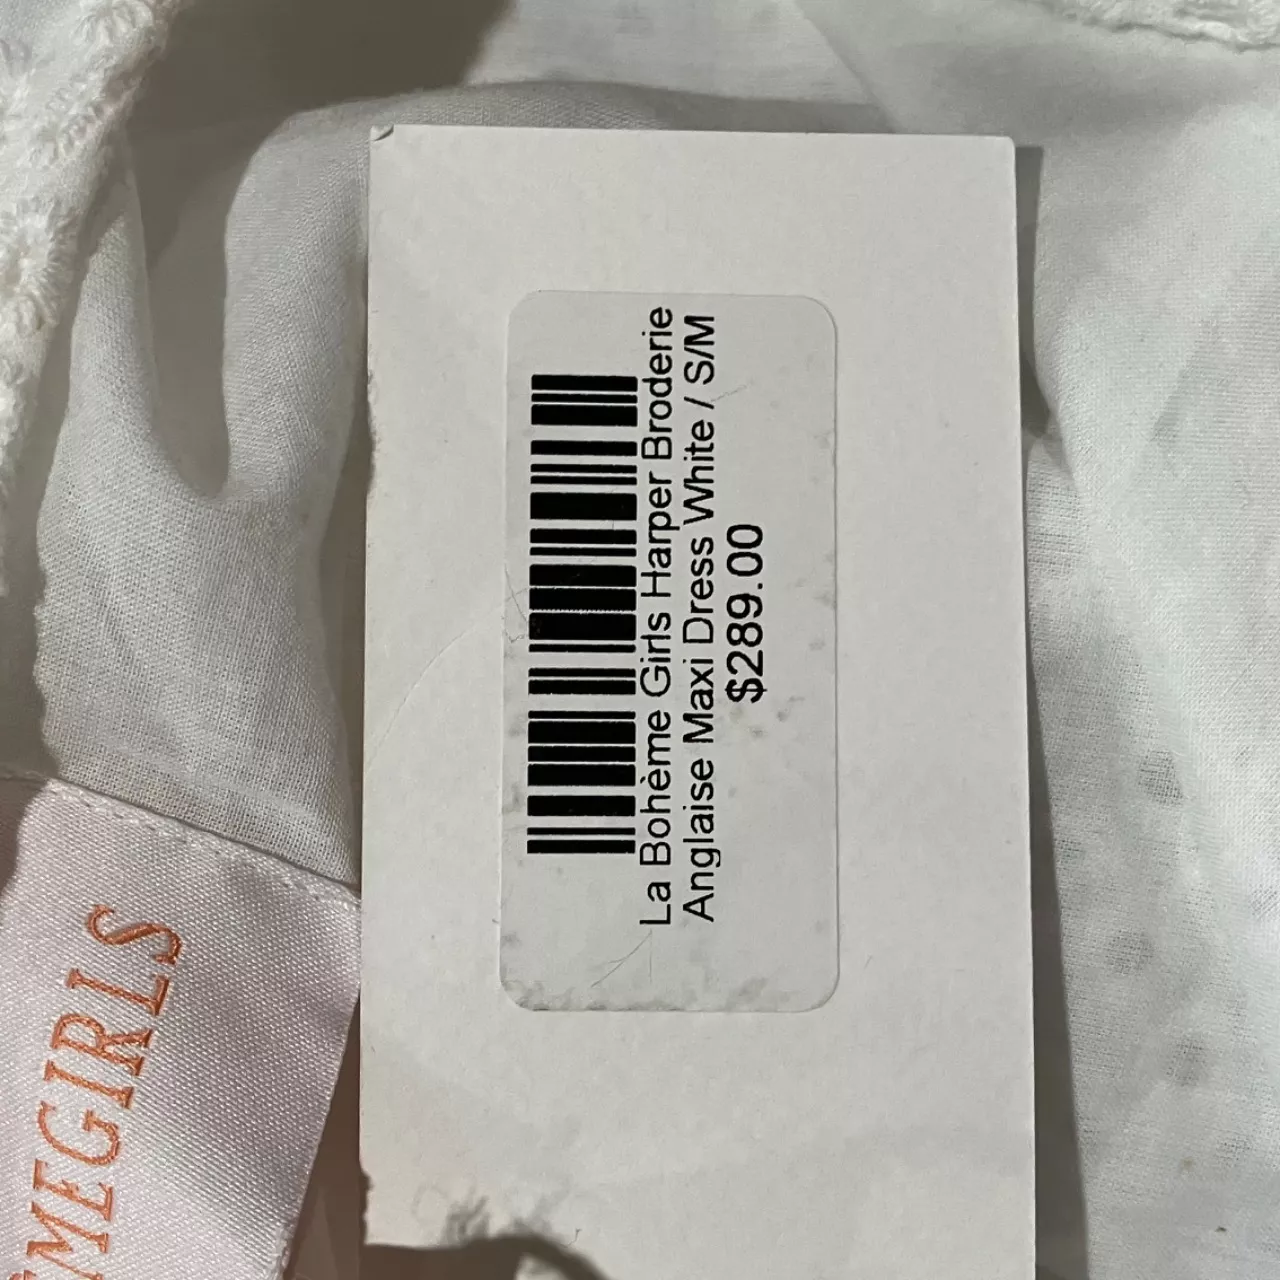 La Bohème Girls Harper Broderie
Anglaise Maxi Dress White / S/M
$289.00
MEGIRLS